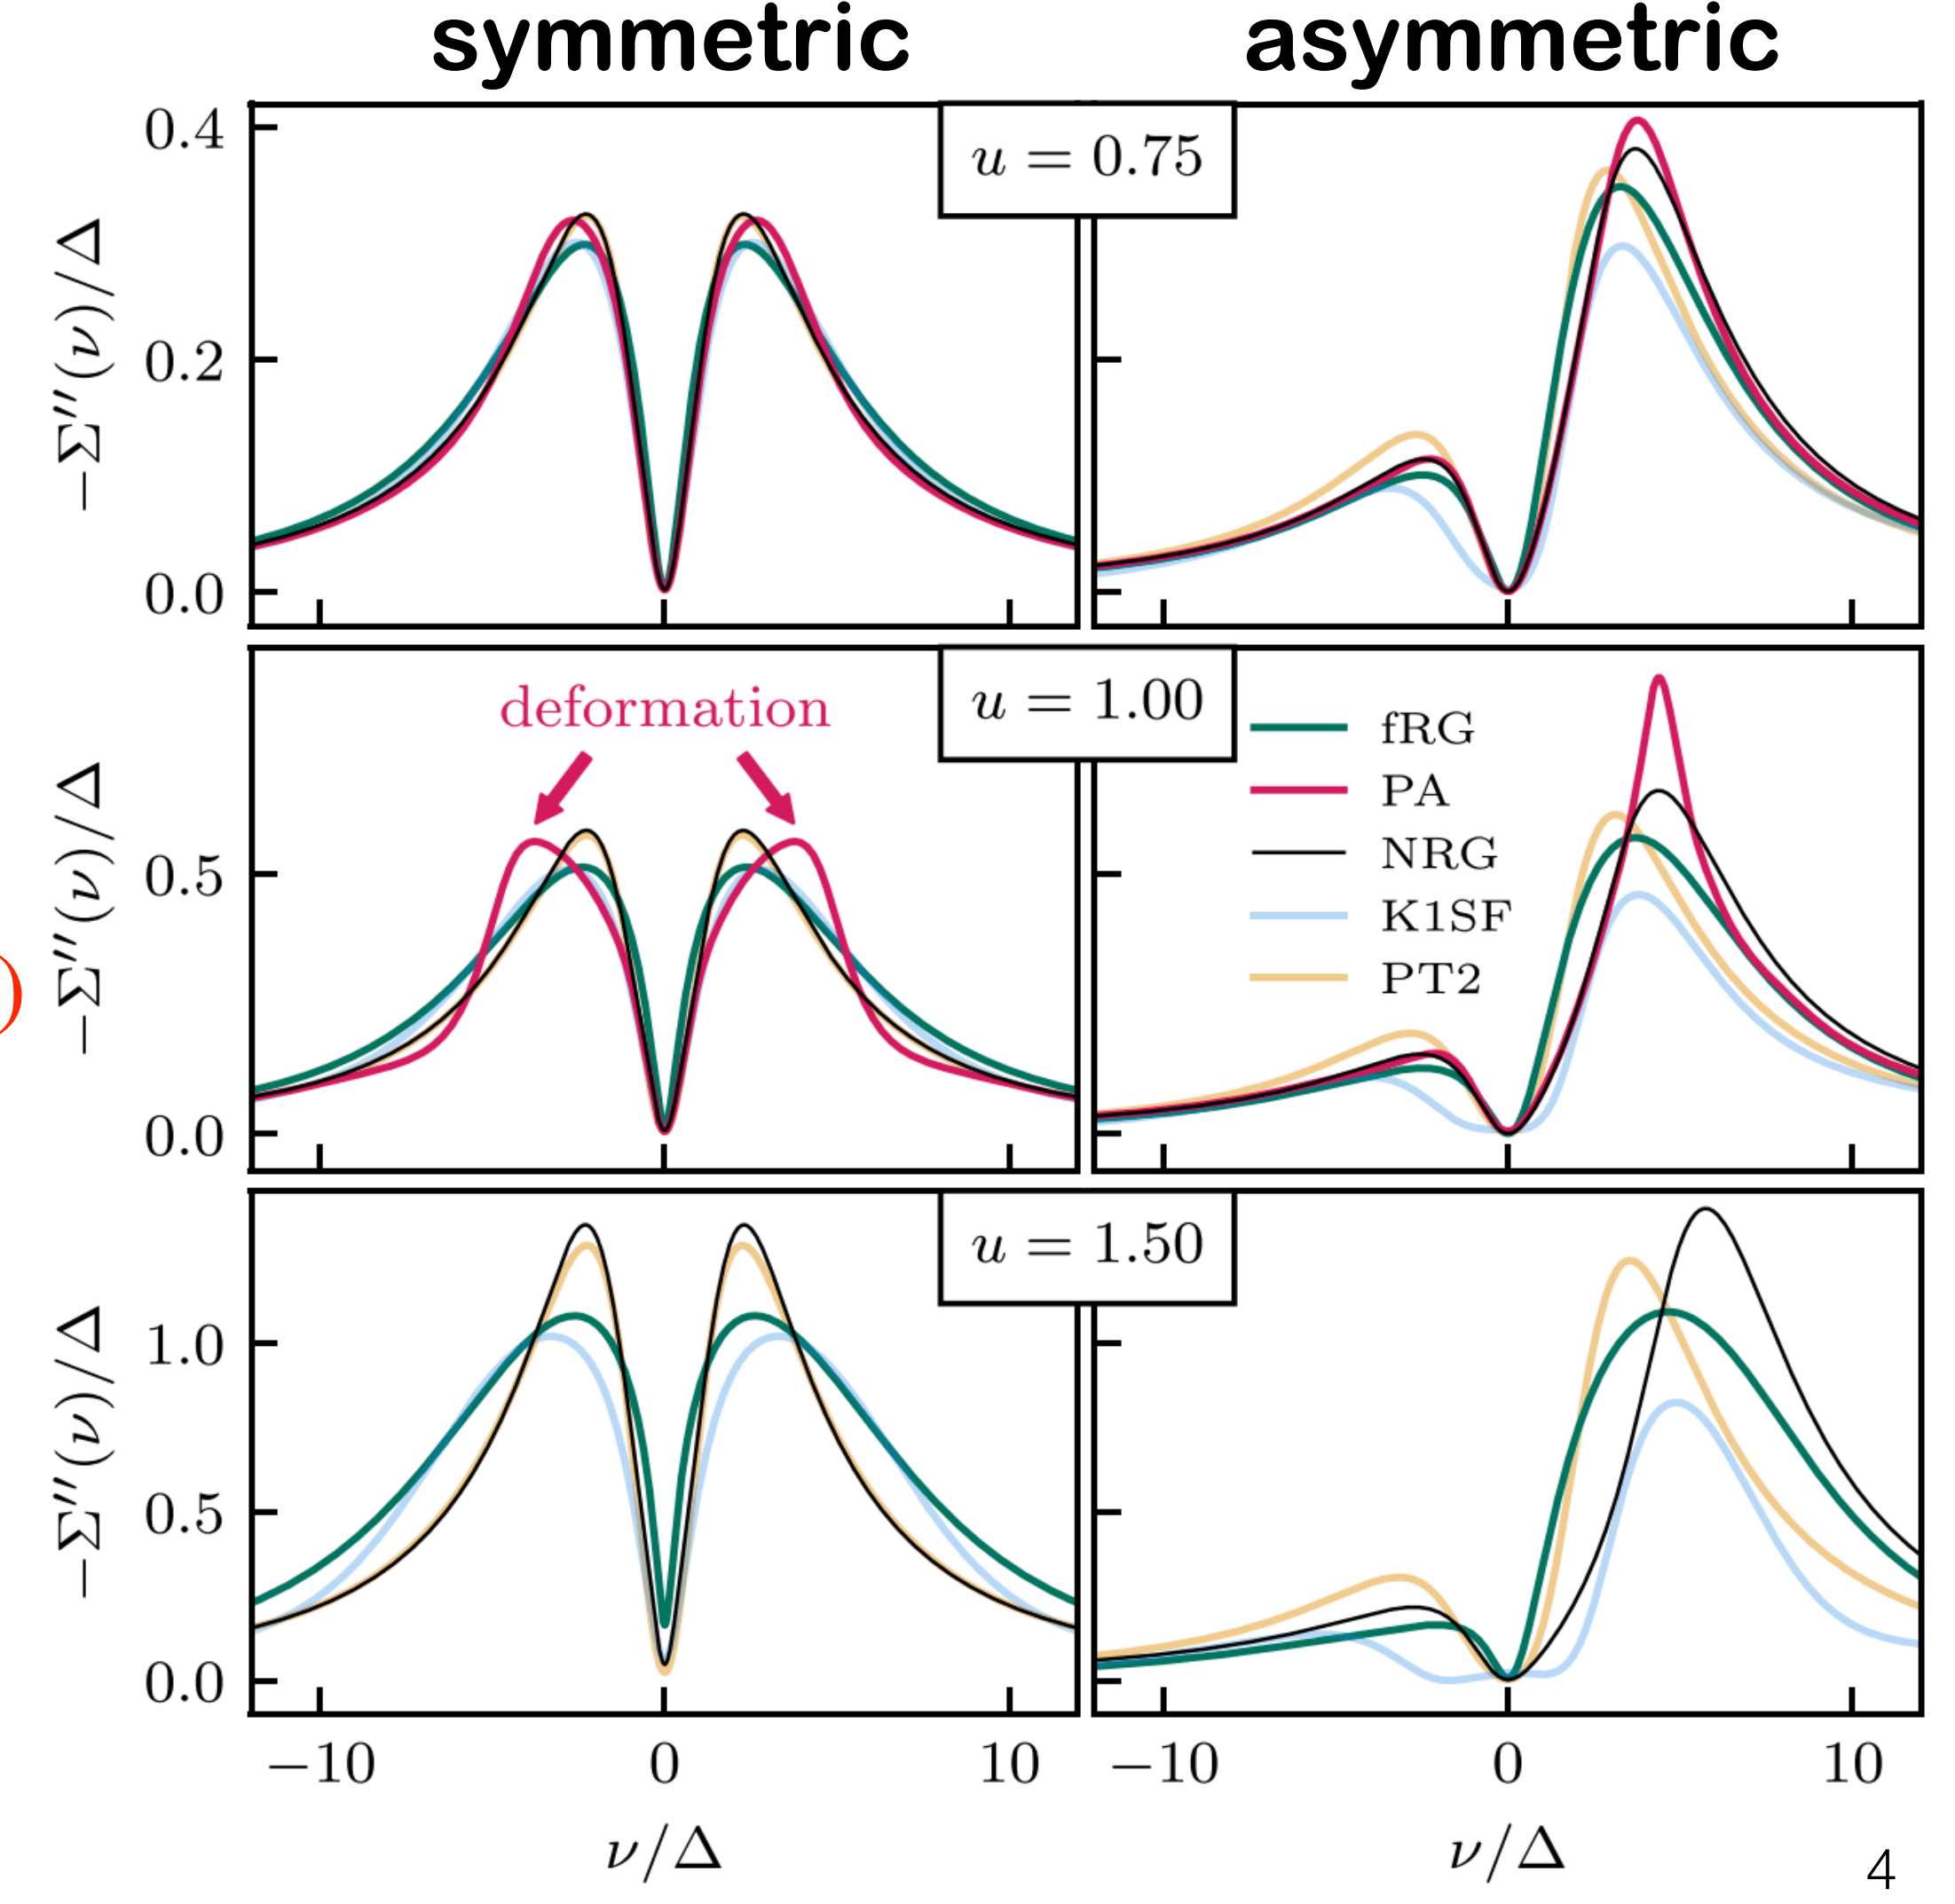 symmetric asymmetric
u = 0.75
−Σ′′(ν)/Δ
0.4
0.2
0.0
deformation
u = 1.00
fRG
PA
NRG
K1SF
PT2
)
−Σ′′(ν)/Δ
0.5
0.0
u = 1.50
−Σ′′(ν)/Δ
1.0
0.5
0.0
−10 0 10 −10 0 10
ν/Δ ν/Δ
4